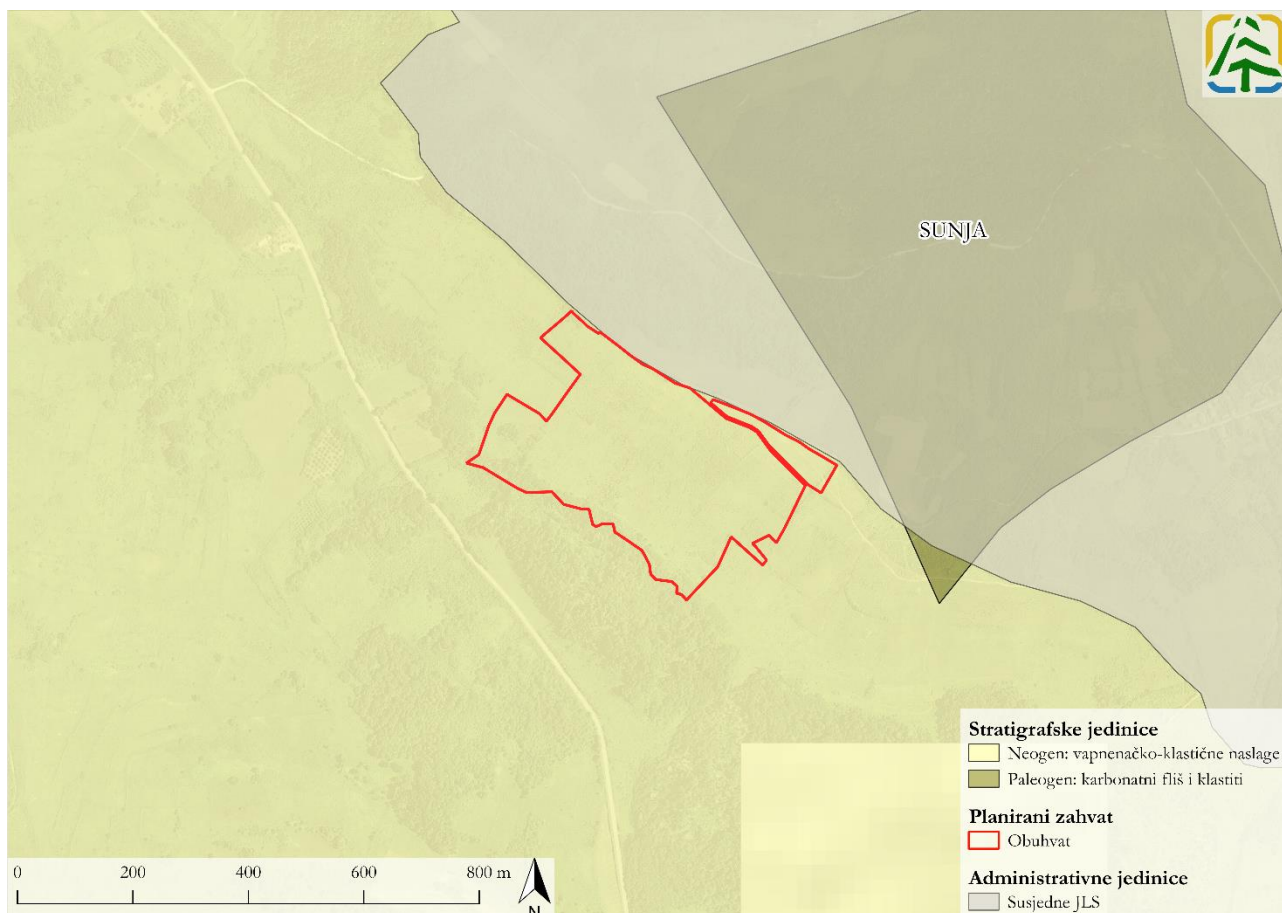 SUNJA
Stratigrafske jedinice
Neogen: vapnenačko-klastične naslage
Paleogen: karbonatni fliš i klastiti
Planirani zahvat
Obuhvat
Administrativne jedinice
Susjedne JLS
0 200 400 600 800 m
N